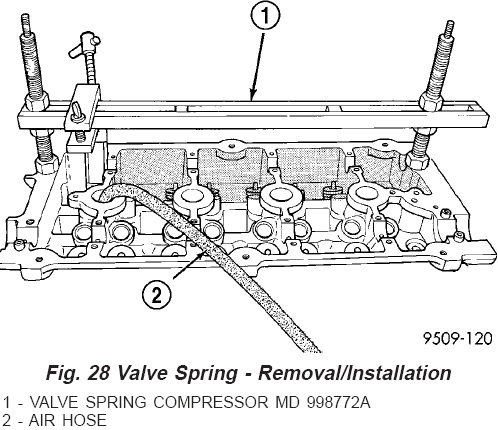 1
2
9509-120
Fig. 28 Valve Spring - Removal/Installation
1 - VALVE SPRING COMPRESSOR MD 998772A
2 - AIR HOSE